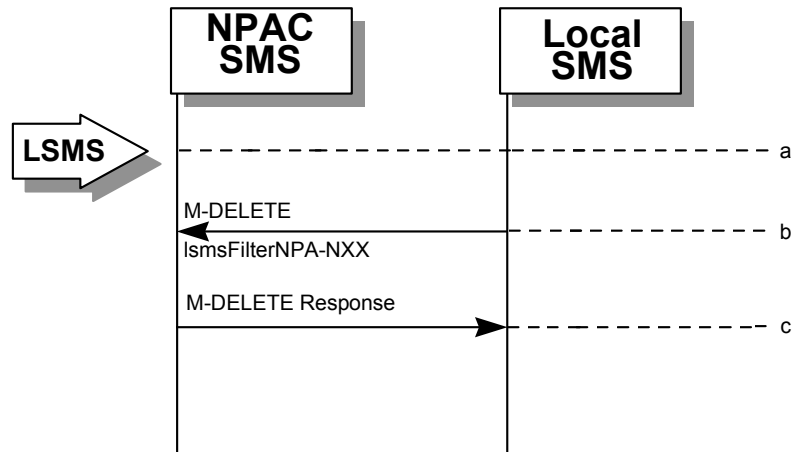 NPAC
SMS
Local
SMS
LSMS
a
M-DELETE
b
lsmsFilterNPA-NXX
M-DELETE Response
c